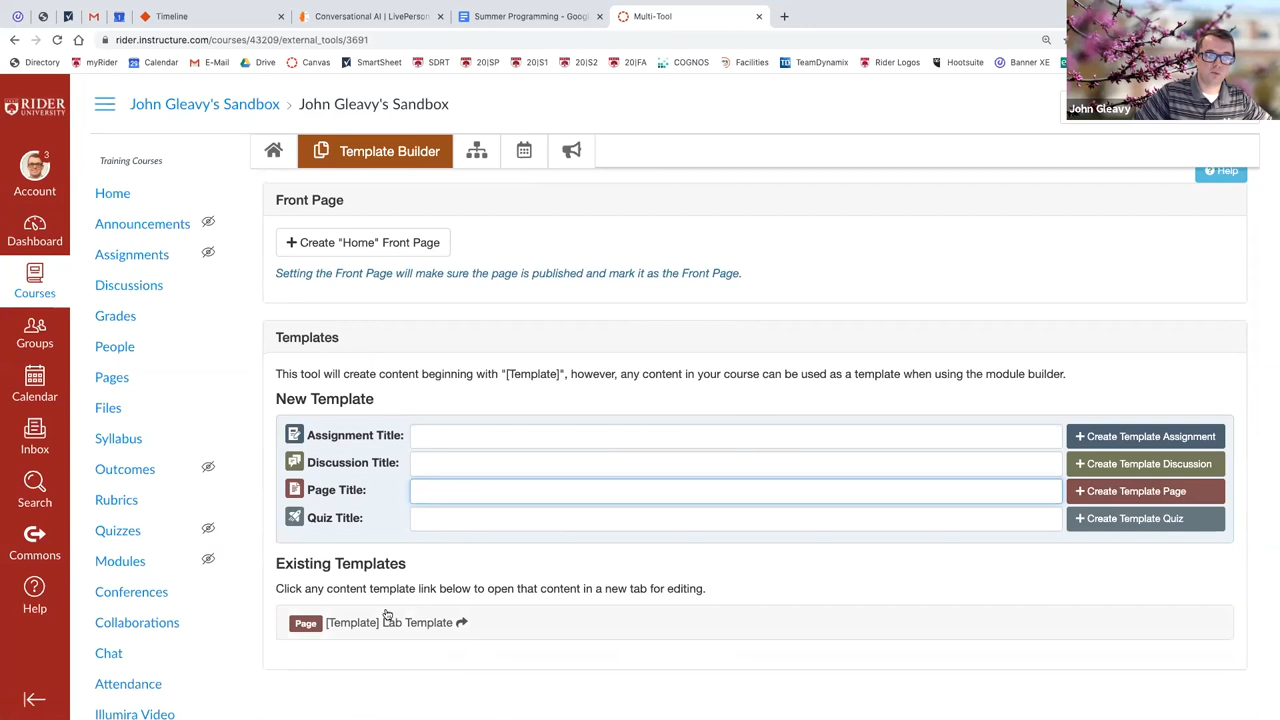 Timeline
Conversational AI | LivePerson
Summer Programming - Goog
Multi-Tool
rider.instructure.com/courses/43209/external_tools/3691
Directory
myRider
Calendar
E-Mail
Drive
Canvas
SmartSheet
SDRT
20|SP
20|S1
20|S2
20|FA
COGNOS
Facilities
TeamDynamix
Rider Logos
Hootsuite
Banner XE
John Gleavy
RIDER
UNIVERSITY
John Gleavy's Sandbox › John Gleavy's Sandbox
3
Account
Dashboard
Courses
Groups
Calendar
Inbox
Search
Commons
Help
Training Courses
Home
Announcements
Assignments
Discussions
Grades
People
Pages
Files
Syllabus
Outcomes
Rubrics
Quizzes
Modules
Conferences
Collaborations
Chat
Attendance
Illumira Video
Template Builder
Help
Front Page
+ Create "Home" Front Page
Setting the Front Page will make sure the page is published and mark it as the Front Page.
Templates
This tool will create content beginning with "[Template]", however, any content in your course can be used as a template when using the module builder.
New Template
Assignment Title:
+ Create Template Assignment
Discussion Title:
+ Create Template Discussion
Page Title:
+ Create Template Page
Quiz Title:
+ Create Template Quiz
Existing Templates
Click any content template link below to open that content in a new tab for editing.
Page [Template] Lab Template